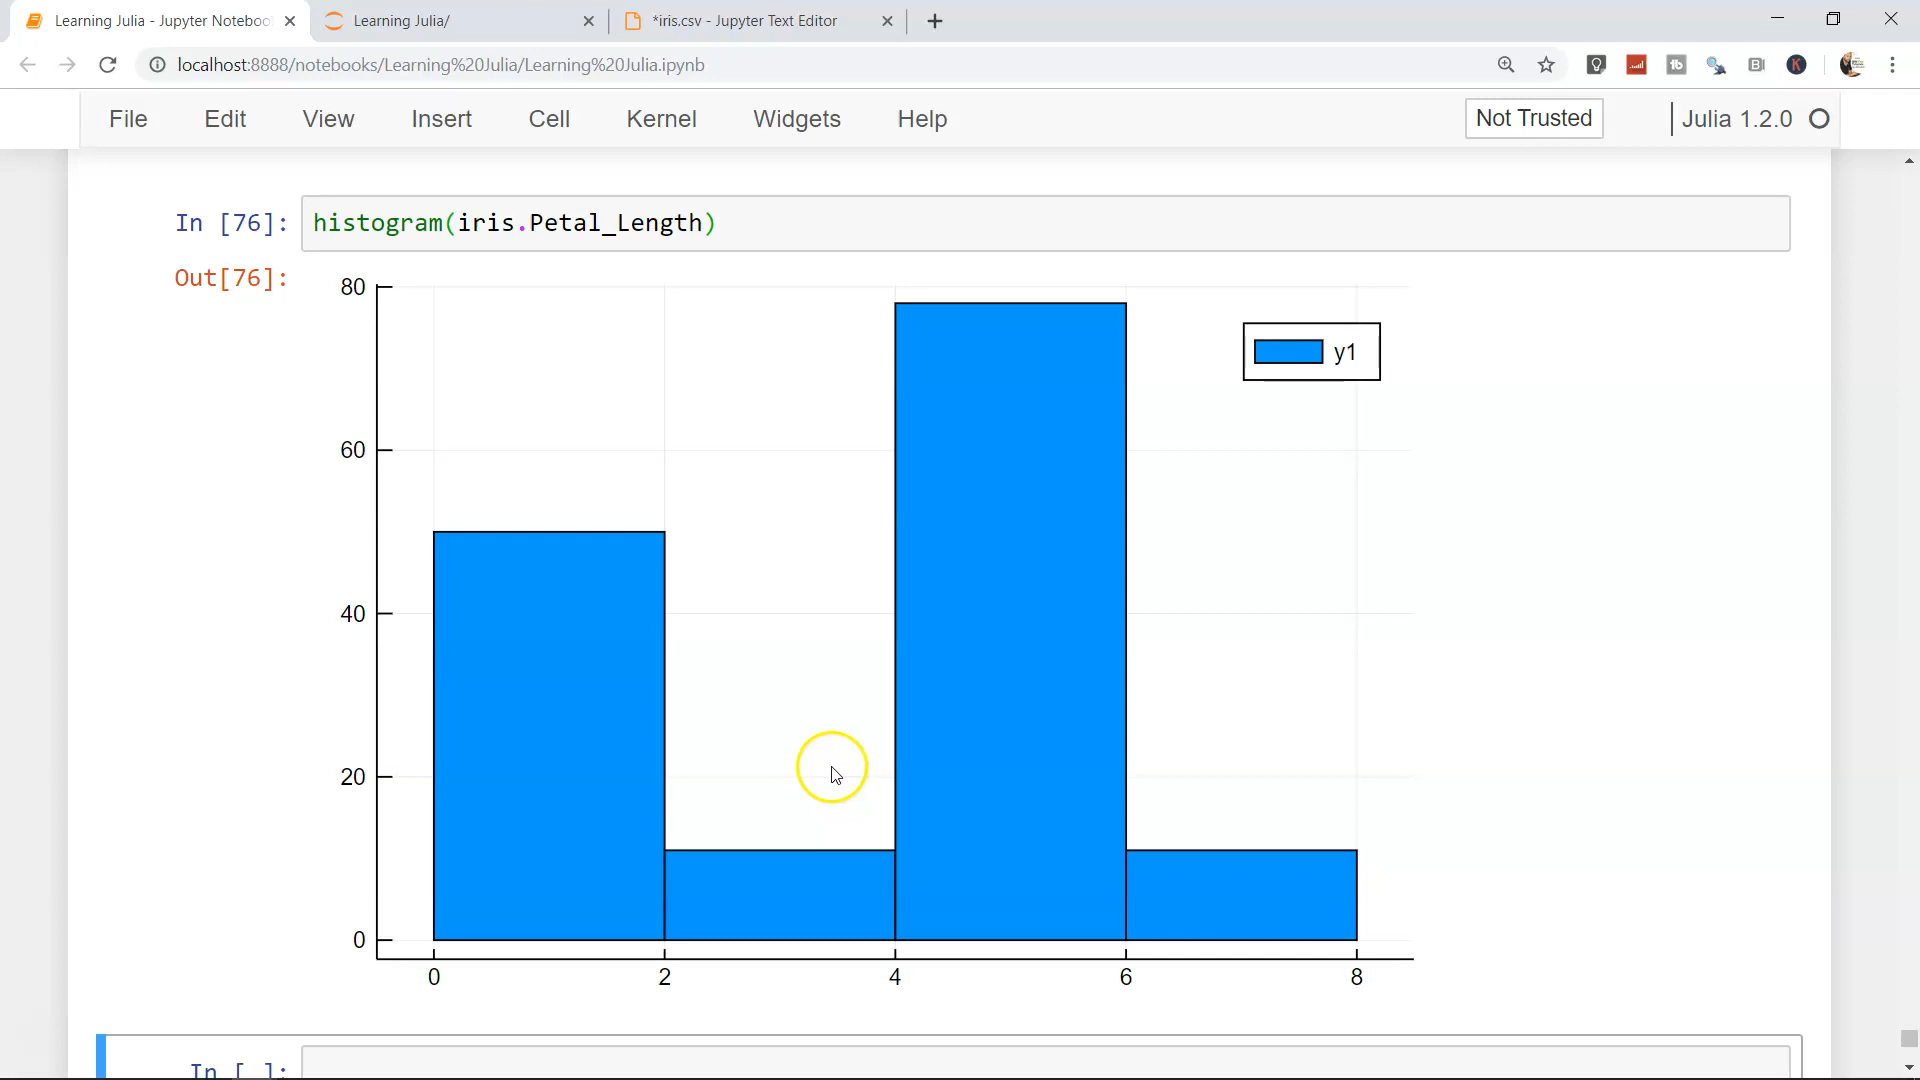 Learning Julia - Jupyter Noteboo
Learning Julia/
*iris.csv - Jupyter Text Editor
localhost:8888/notebooks/Learning%20Julia/Learning%20Julia.ipynb
File Edit View Insert Cell Kernel Widgets Help Not Trusted Julia 1.2.0
In [76]: histogram(iris.Petal_Length)
Out[76]:
80
60
40
20
0
0 2 4 6 8
y1
In [ ]: